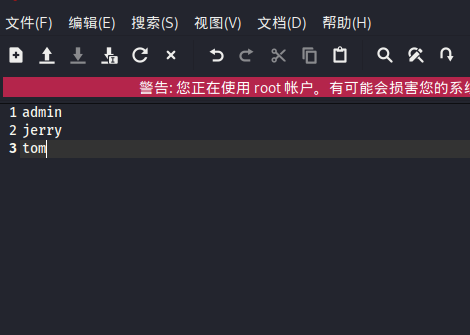 文件(F) 编辑(E) 搜索(S) 视图(V) 文档(D) 帮助(H)
警告: 您正在使用 root 帐户。有可能会损害您的系统
1 admin
2 jerry
3 tom